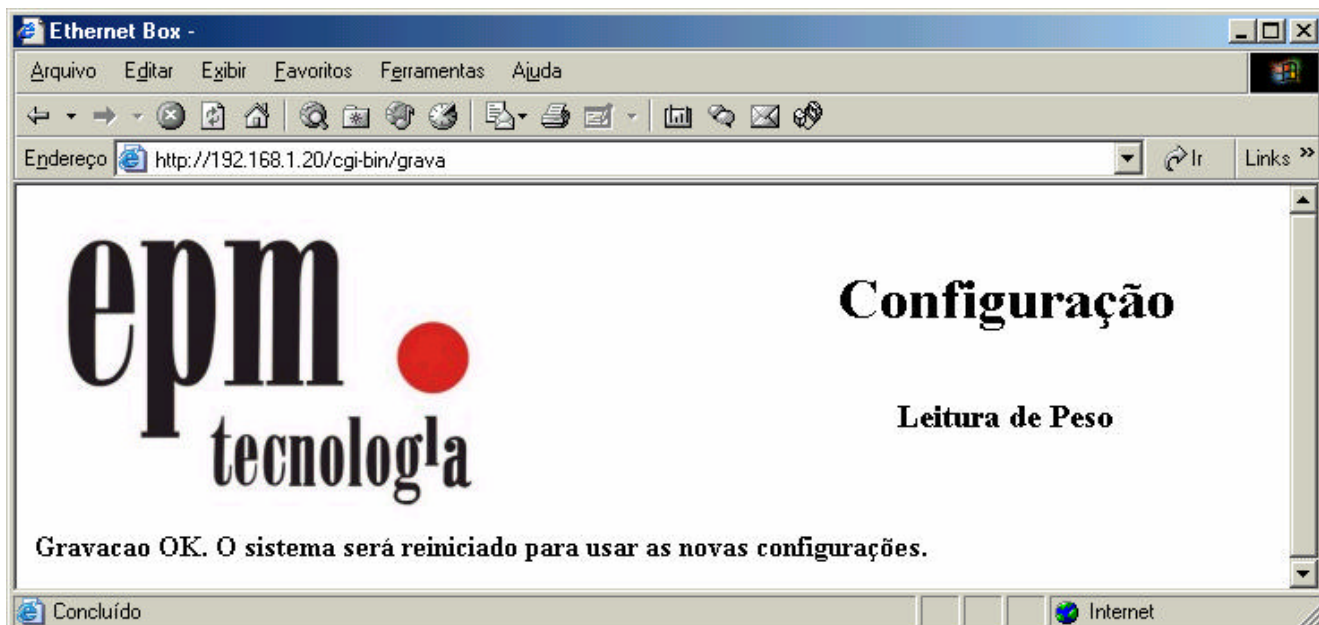 Ethernet Box -
Arquivo Editar Exibir Favoritos Ferramentas Ajuda
Endereço http://192.168.1.20/cgi-bin/grava Ir Links »
epm
tecnologia
Configuração
Leitura de Peso
Gravacao OK. O sistema será reiniciado para usar as novas configurações.
Concluído Internet